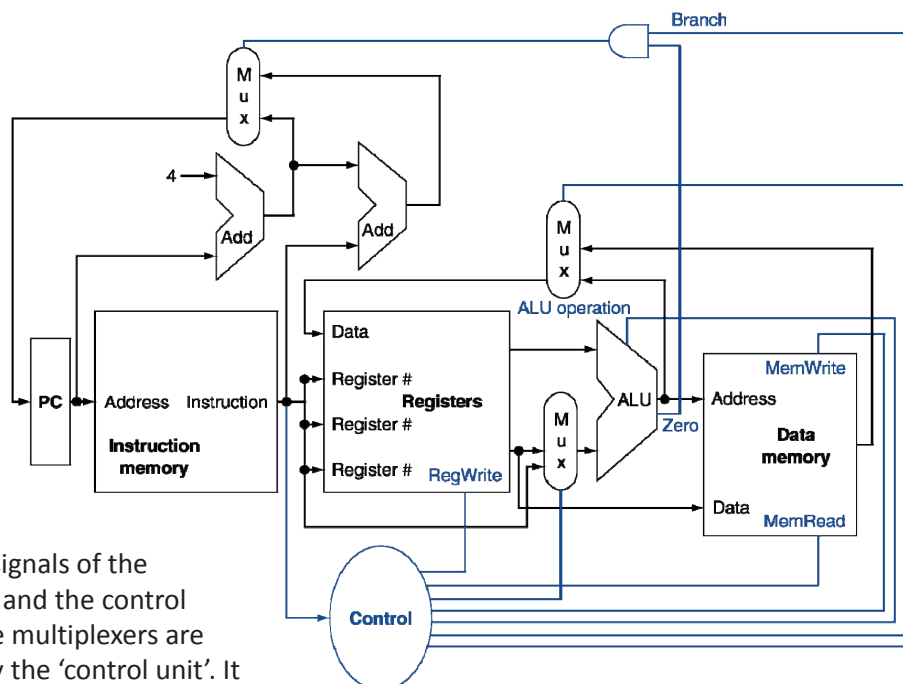 Branch
M
u
x
4
Add
Add
M
u
x
ALU operation
Data
Register #
Registers
Register #
Register #
RegWrite
PC
Address Instruction
Instruction
memory
M
u
x
ALU
Zero
MemWrite
Address
Data
memory
Data
MemRead
Control
signals of the
and the control
multiplexers are
the ‘control unit’. It